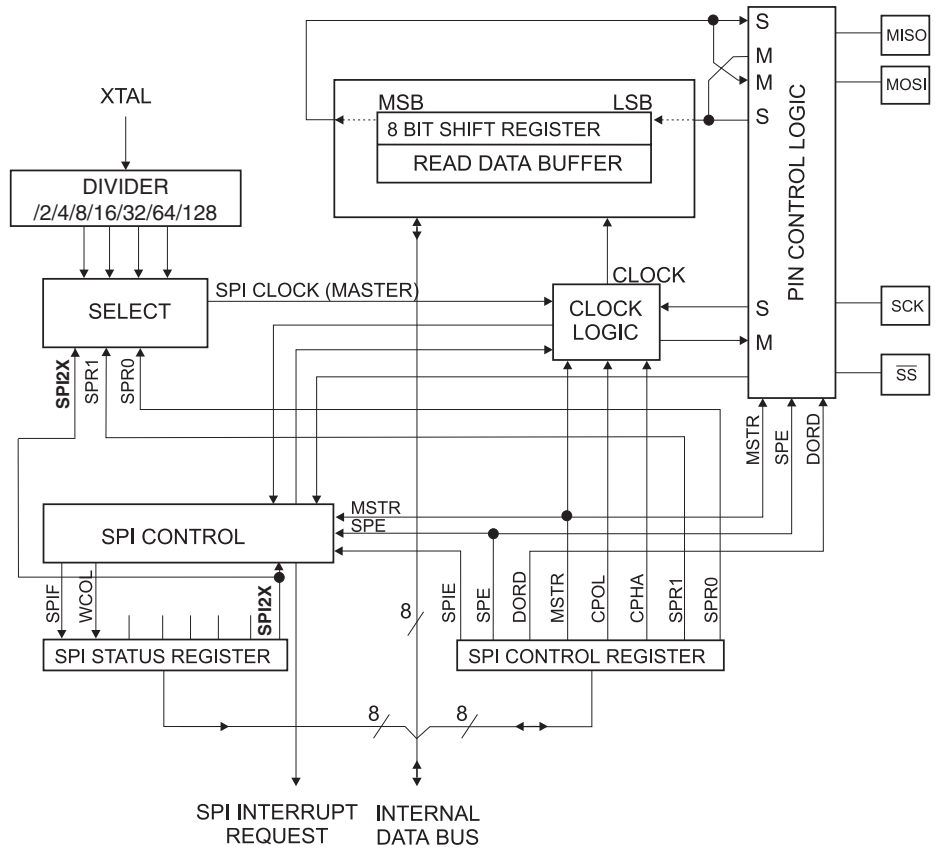 S
MISO
M
M
MOSI
MSB
LSB
S
8 BIT SHIFT REGISTER
READ DATA BUFFER
PIN CONTROL LOGIC
XTAL
DIVIDER
/2/4/8/16/32/64/128
SPI CLOCK (MASTER)
CLOCK
SELECT
CLOCK
LOGIC
S
SCK
M
SS
SPI2X
SPR1
SPR0
MSTR
SPE
DORD
MSTR
SPE
SPI CONTROL
SPIF
WCOL
SPI2X
8
SPIE
SPE
DORD
MSTR
CPOL
CPHA
SPR1
SPR0
SPI STATUS REGISTER
SPI CONTROL REGISTER
8
8
SPI INTERRUPT
REQUEST
INTERNAL
DATA BUS